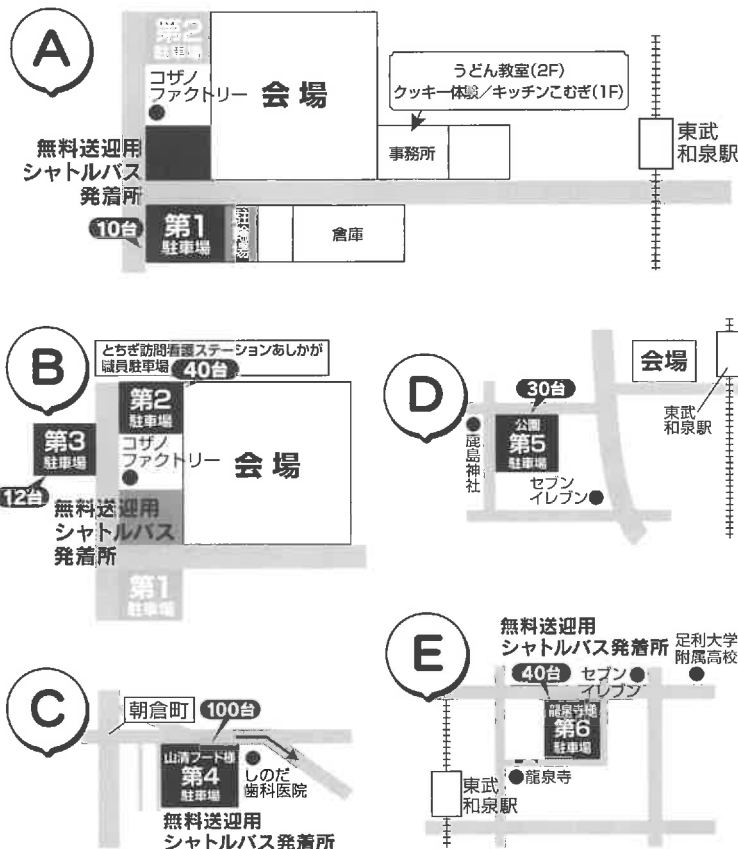 A
第2
駐車場
コザノ
ファクトリー
会場
うどん教室(2F)
クッキー体験/キッチンこむぎ(1F)
事務所
東武
和泉駅
無料送迎用
シャトルバス
発着所
10台
第1
駐車場
駐輪場
倉庫
B
とちぎ訪問看護ステーションあしかが
職員駐車場 40台
第2
駐車場
第3
駐車場
12台
コザノ
ファクトリー
会場
無料送迎用
シャトルバス
発着所
第1
駐車場
D
会場
30台
東武
和泉駅
公園
第5
駐車場
鹿島神社
セブン
イレブン
C
朝倉町
100台
山清フード様
第4
駐車場
しのだ
歯科医院
無料送迎用
シャトルバス発着所
E
無料送迎用
シャトルバス発着所
足利大学
附属高校
40台
セブン
イレブン
龍泉寺様
第6
駐車場
龍泉寺
東武
和泉駅